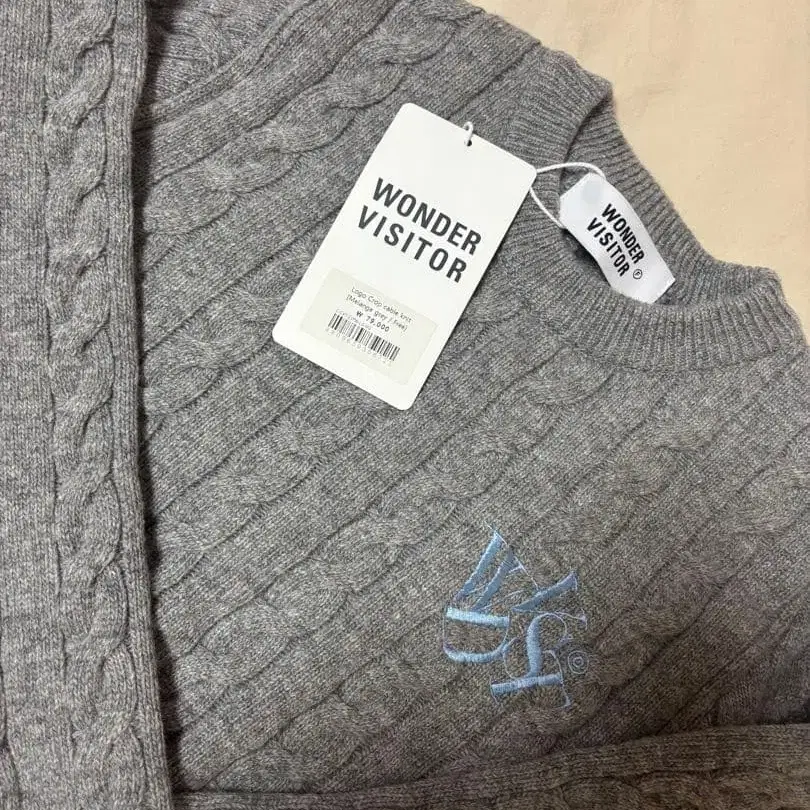 WONDER
VISITOR
Logo Crop cable knit
(Melange grey / Free)
₩ 79,000
WONDER
VISITOR ®